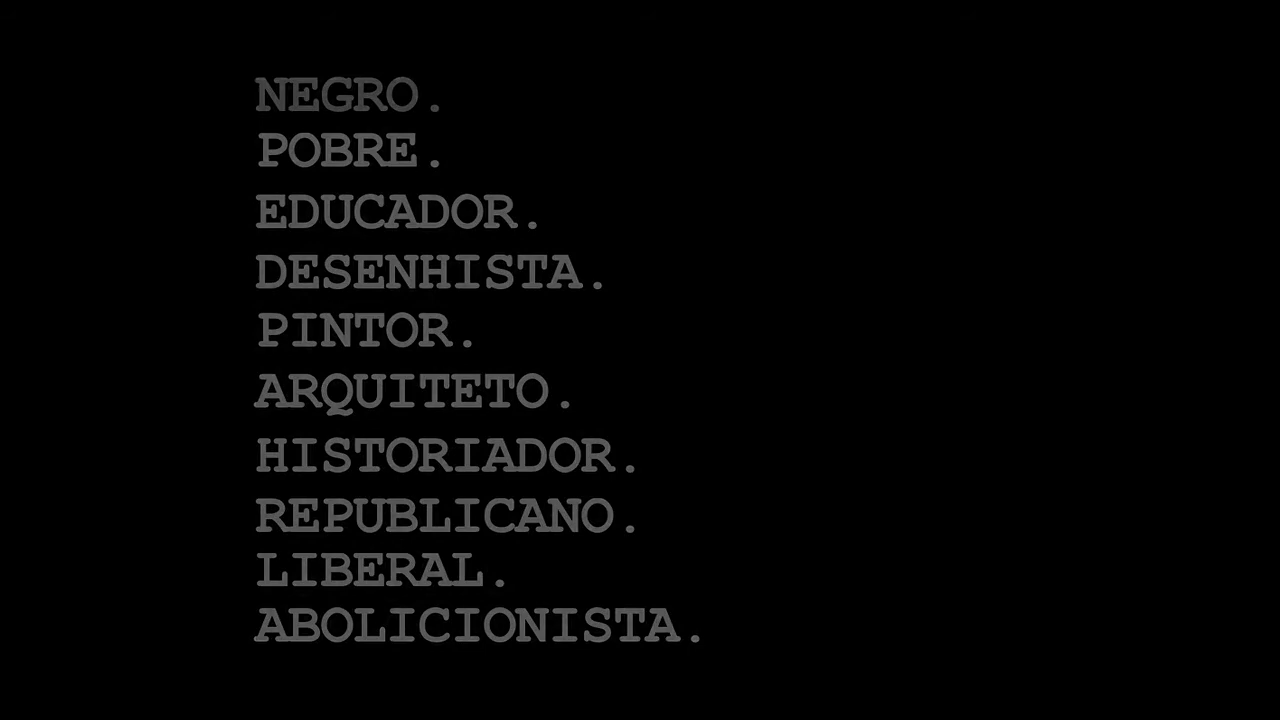 NEGRO.
POBRE.
EDUCADOR.
DESENHISTA.
PINTOR.
ARQUITETO.
HISTORIADOR.
REPUBLICANO.
LIBERAL.
ABOLICIONISTA.